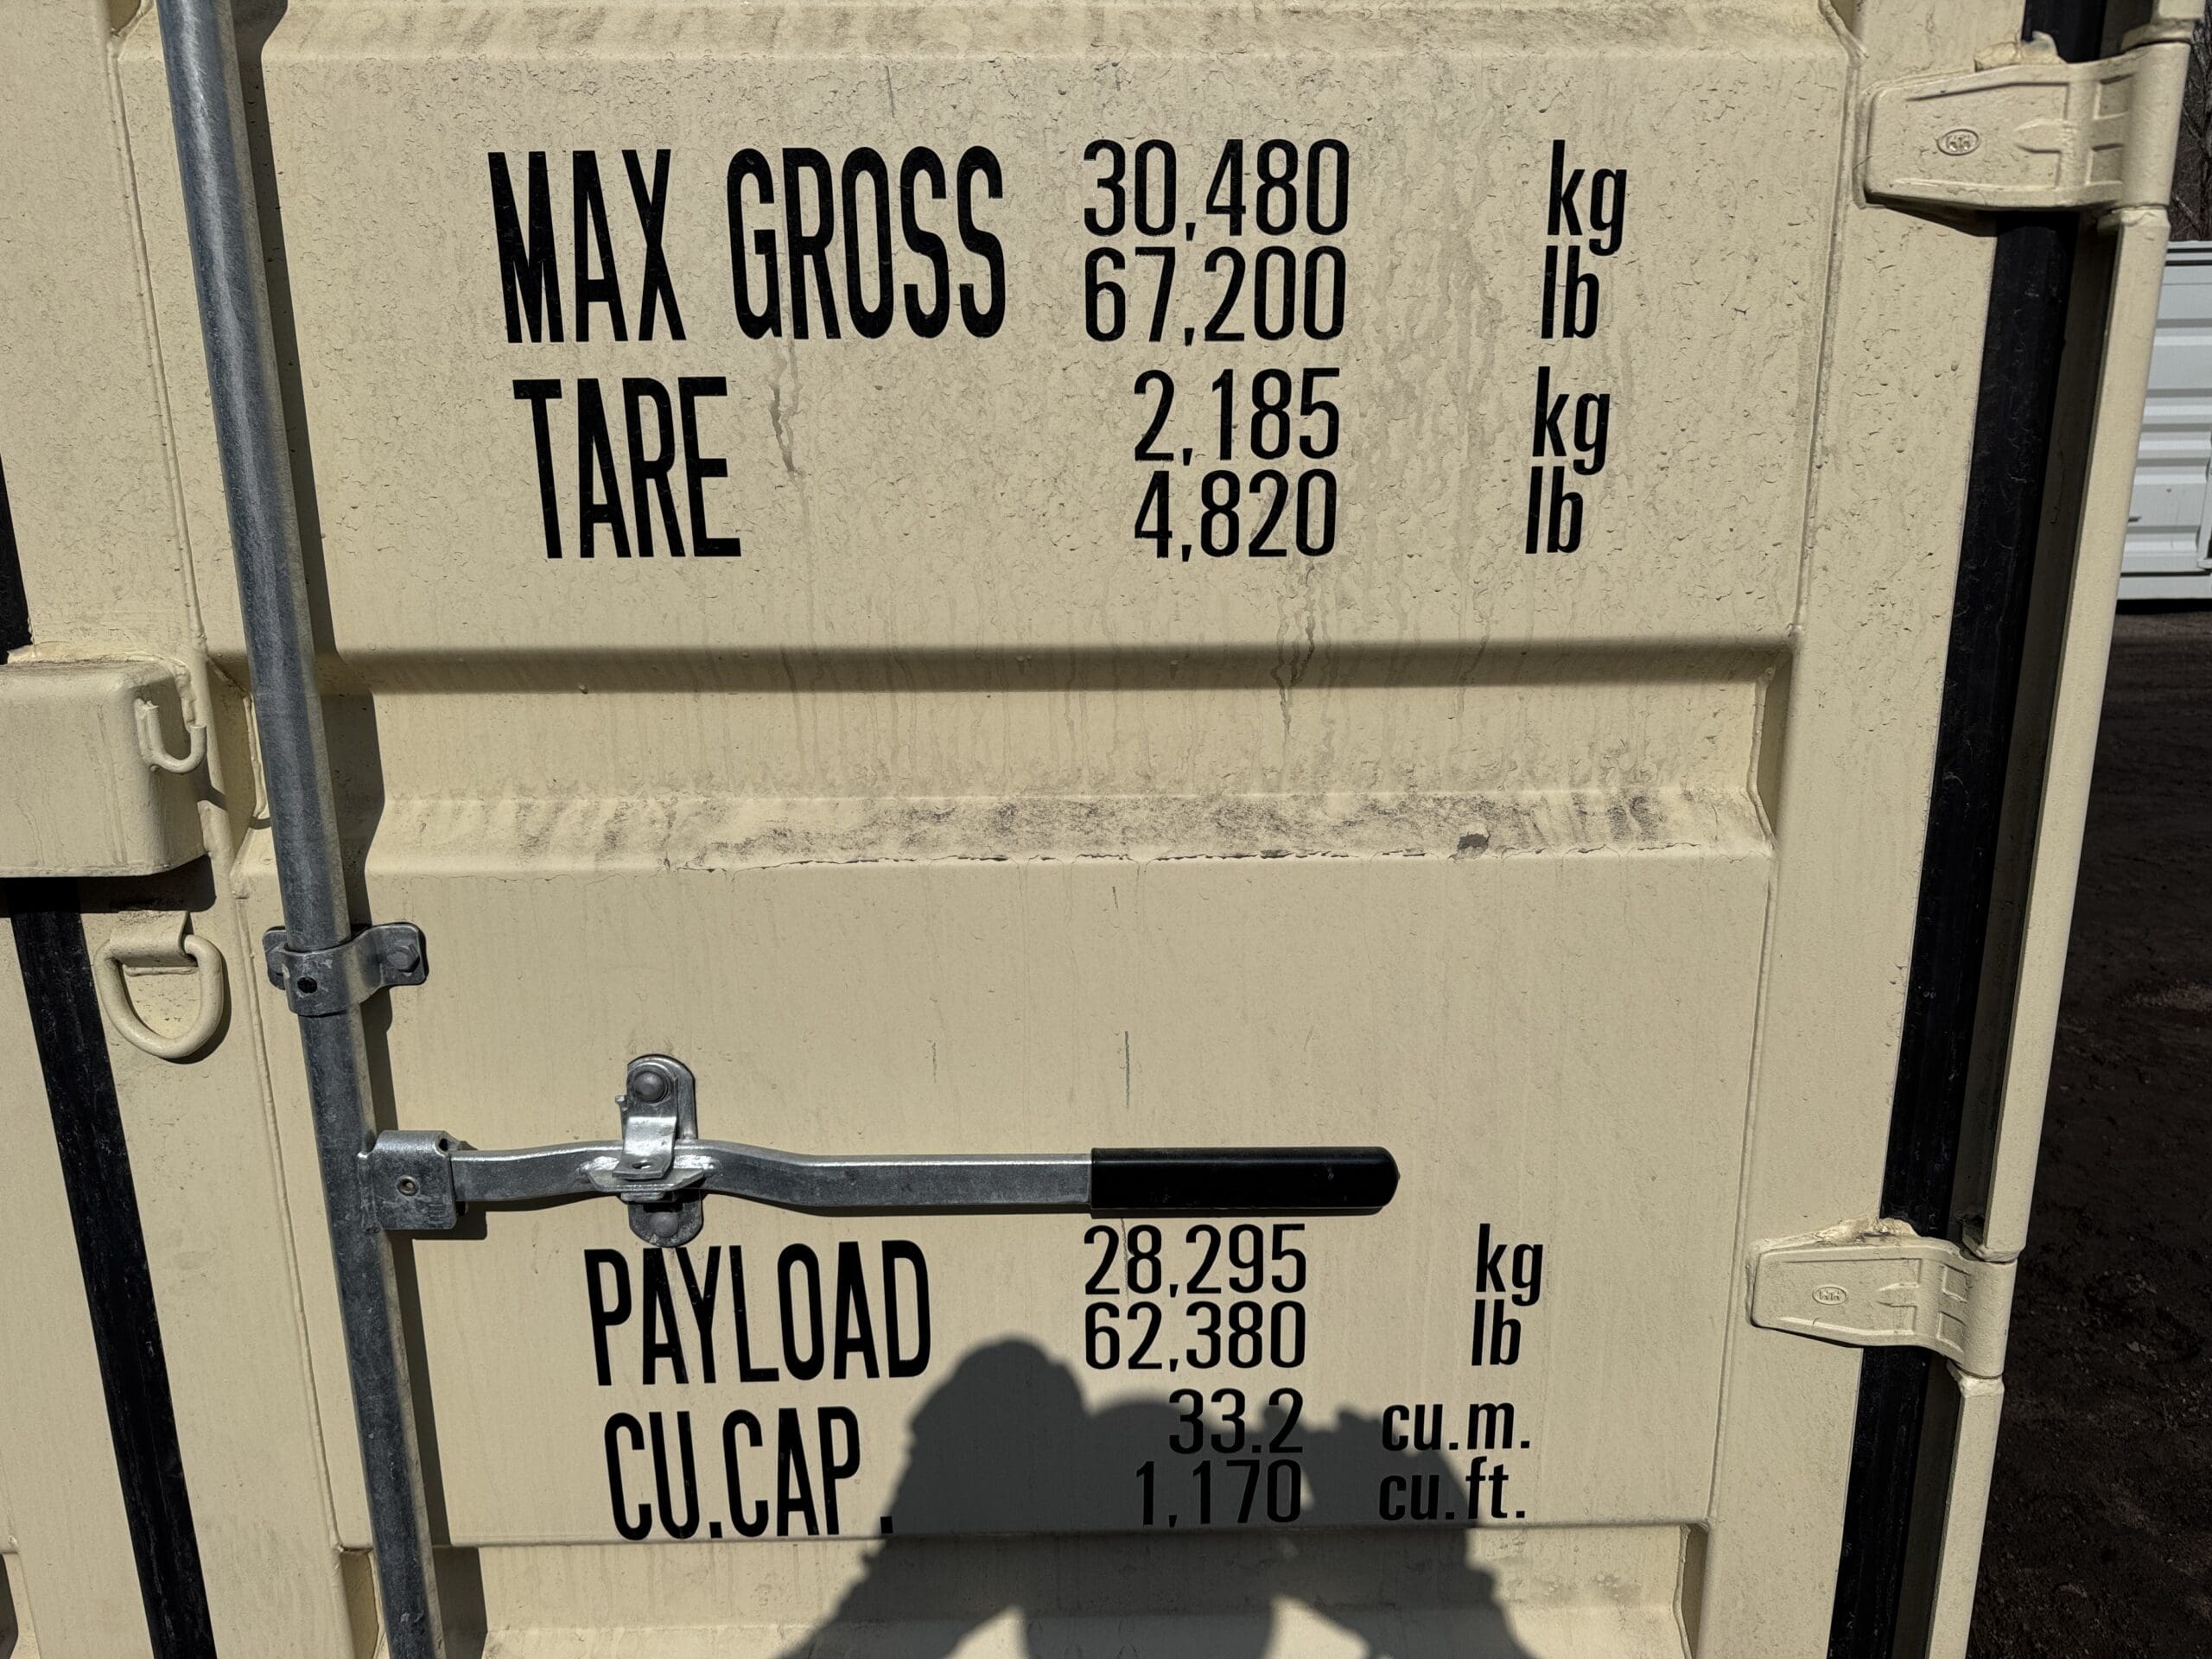 MAX GROSS 30,480 kg
67,200 lb
TARE 2,185 kg
4,820 lb
PAYLOAD 28,295 kg
62,380 lb
CU.CAP. 33.2 cu.m.
1,170 cu.ft.